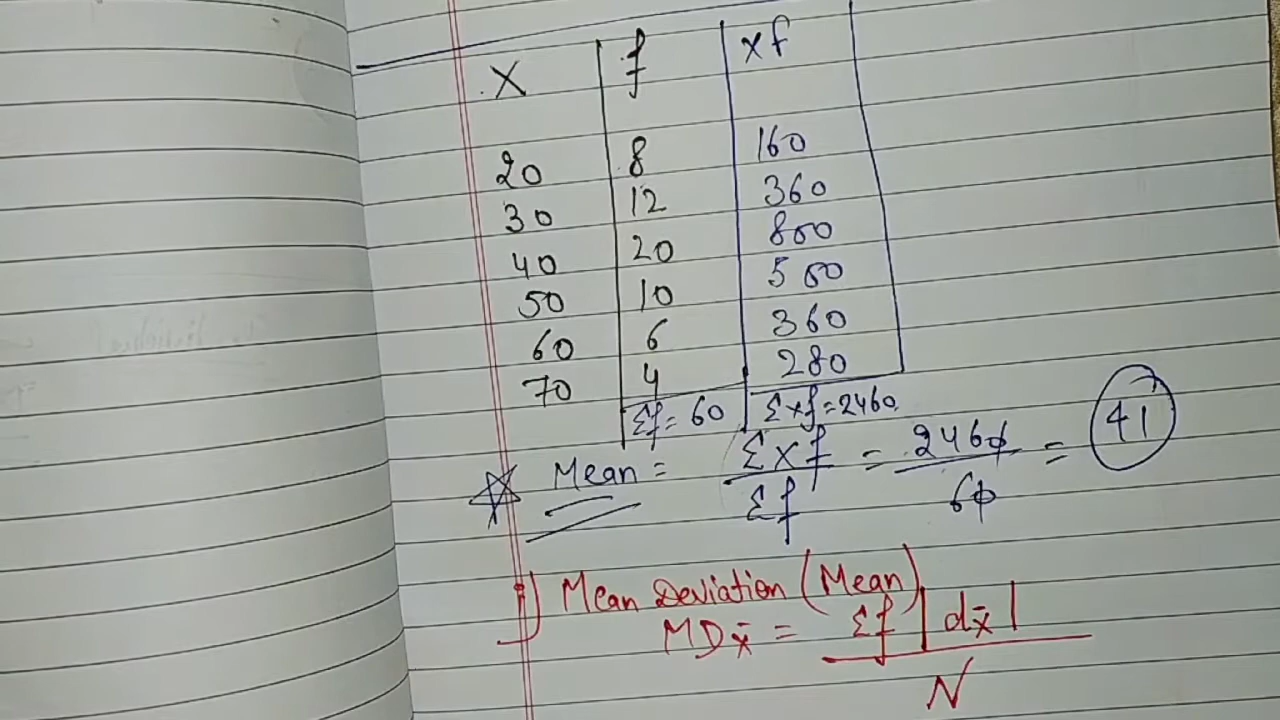 X f xf
20 8 160
30 12 360
40 20 800
50 10 500
60 6 360
70 4 280
Σf = 60 Σxf = 2460
Mean = Σxf / Σf = 2460 / 60 = 41
1) Mean Deviation (Mean)
MDx̄ = Σf |dx̄| / N